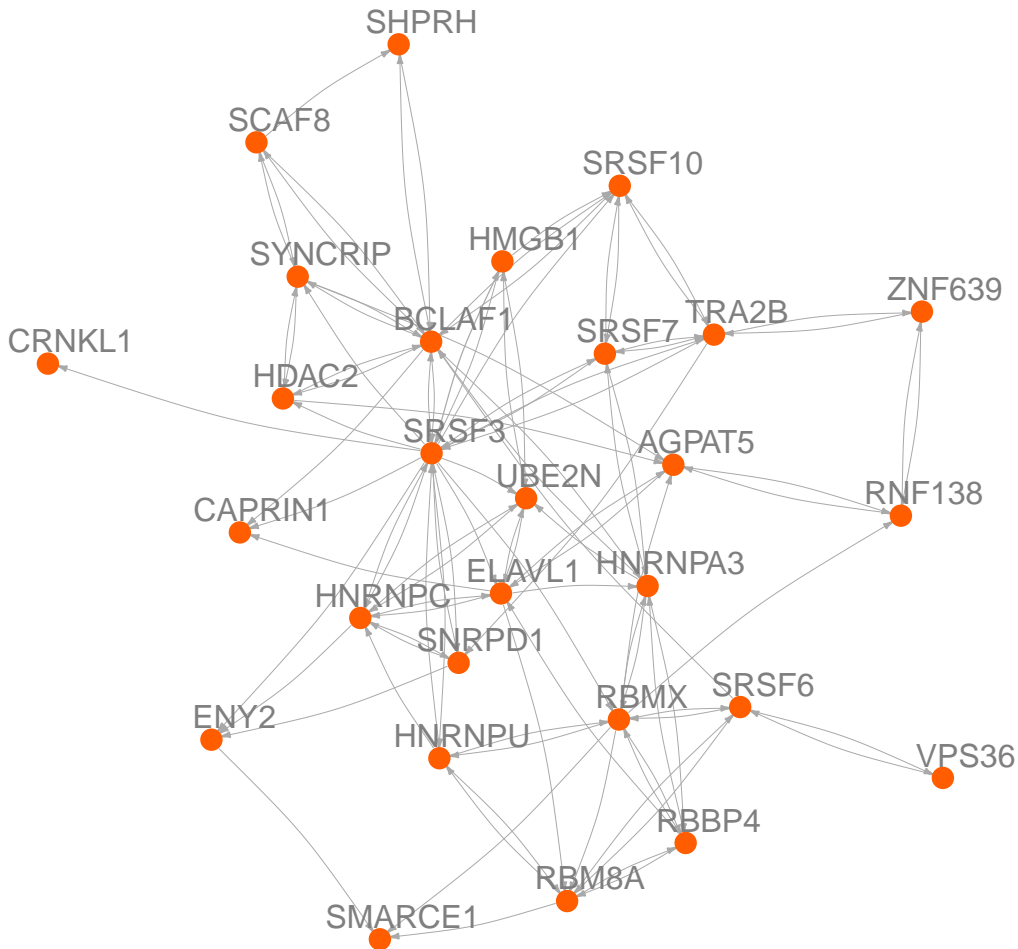 SHPRH
SCAF8
SRSF10
HMGB1
SYNCRIP
ZNF639
TRA2B
BCLAF1
SRSF7
CRNKL1
HDAC2
SRSF3
AGPAT5
UBE2N
RNF138
CAPRIN1
HNRNPA3
ELAVL1
HNRNPC
SNRPD1
SRSF6
RBMX
ENY2
HNRNPU
VPS36
RBBP4
RBM8A
SMARCE1